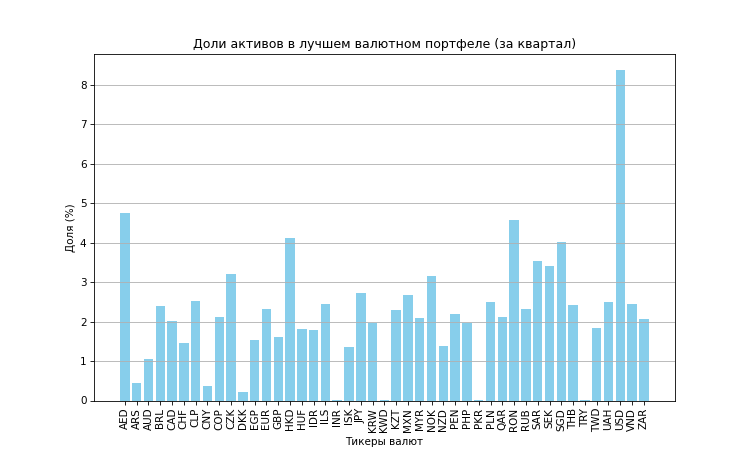 Доли активов в лучшем валютном портфеле (за квартал)
Доля (%)
8
7
6
5
4
3
2
1
0
AED ARS AUD BRL CAD CHF CLP CNY COP CZK DKK EGP EUR GBP HKD HUF IDR ILS INR ISK JPY KRW KWD KZT MXN MYR NOK NZD PEN PHP PKR PLN QAR RON RUB SAR SEK SGD THB TRY TWD UAH USD VND ZAR
Тикеры валют